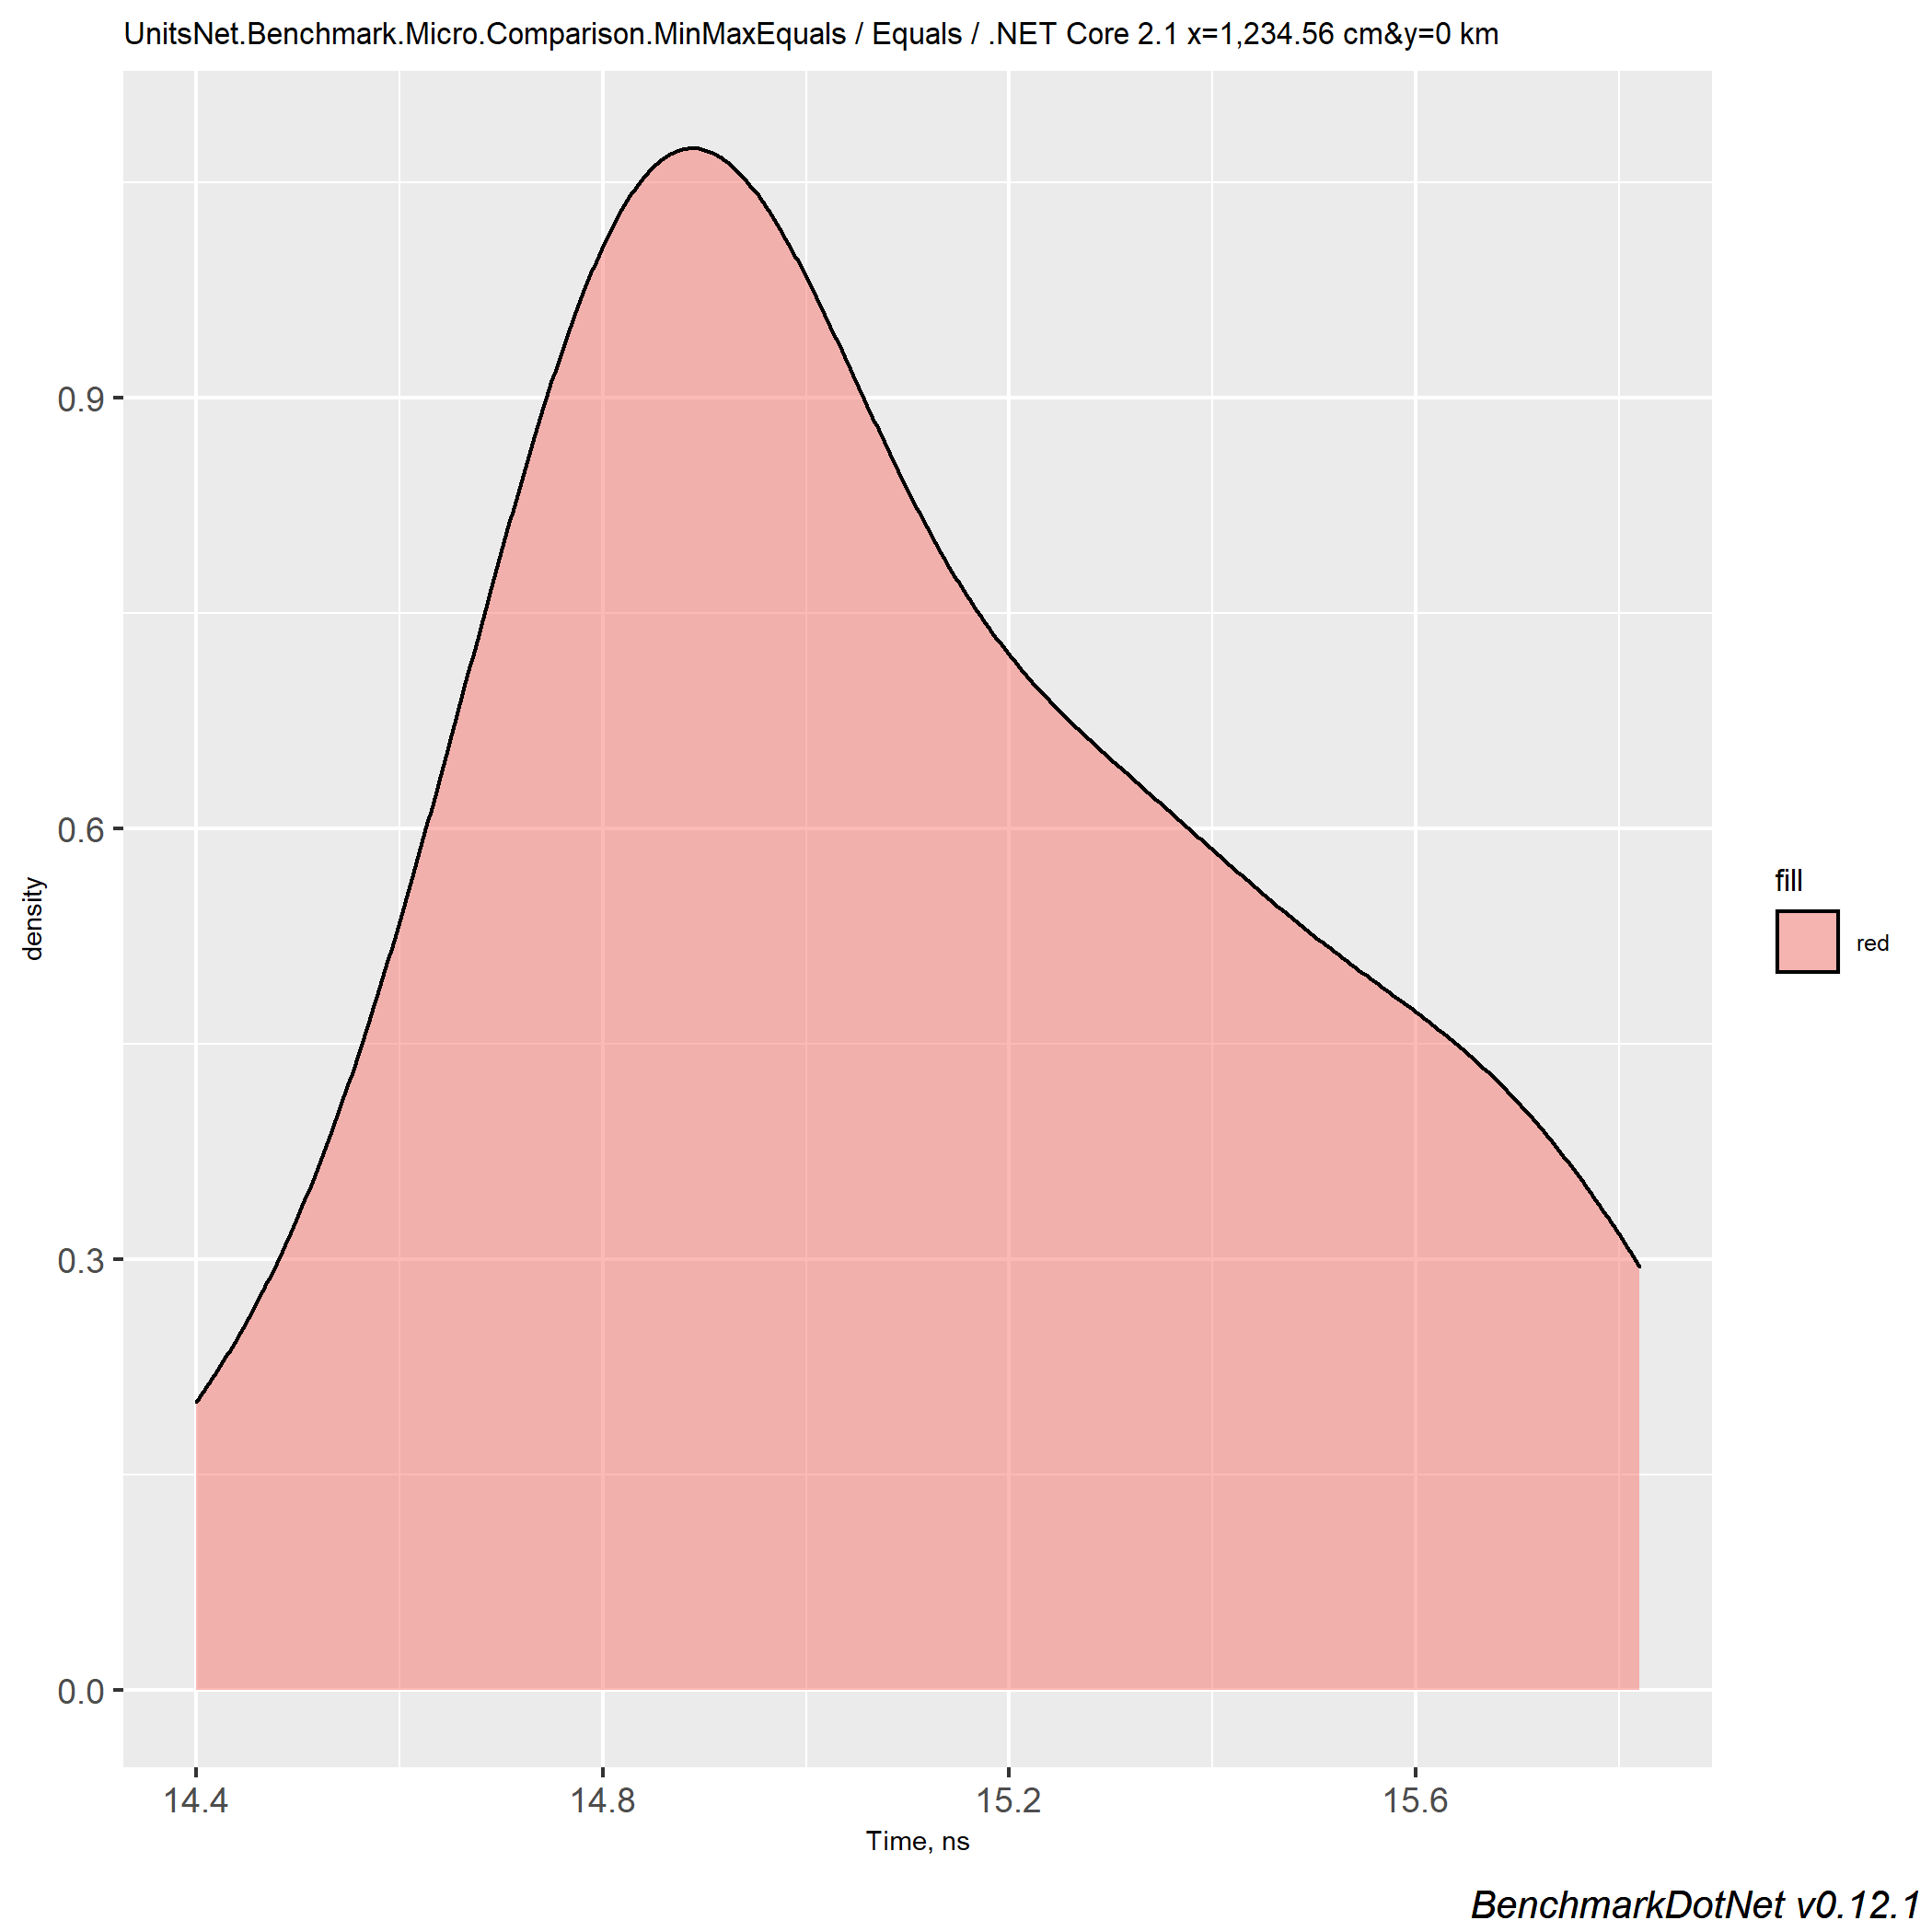 UnitsNet.Benchmark.Micro.Comparison.MinMaxEquals / Equals / .NET Core 2.1 x=1,234.56 cm&y=0 km
0.9
0.6
0.3
0.0
density
14.4 14.8 15.2 15.6
Time, ns
fill
red
BenchmarkDotNet v0.12.1